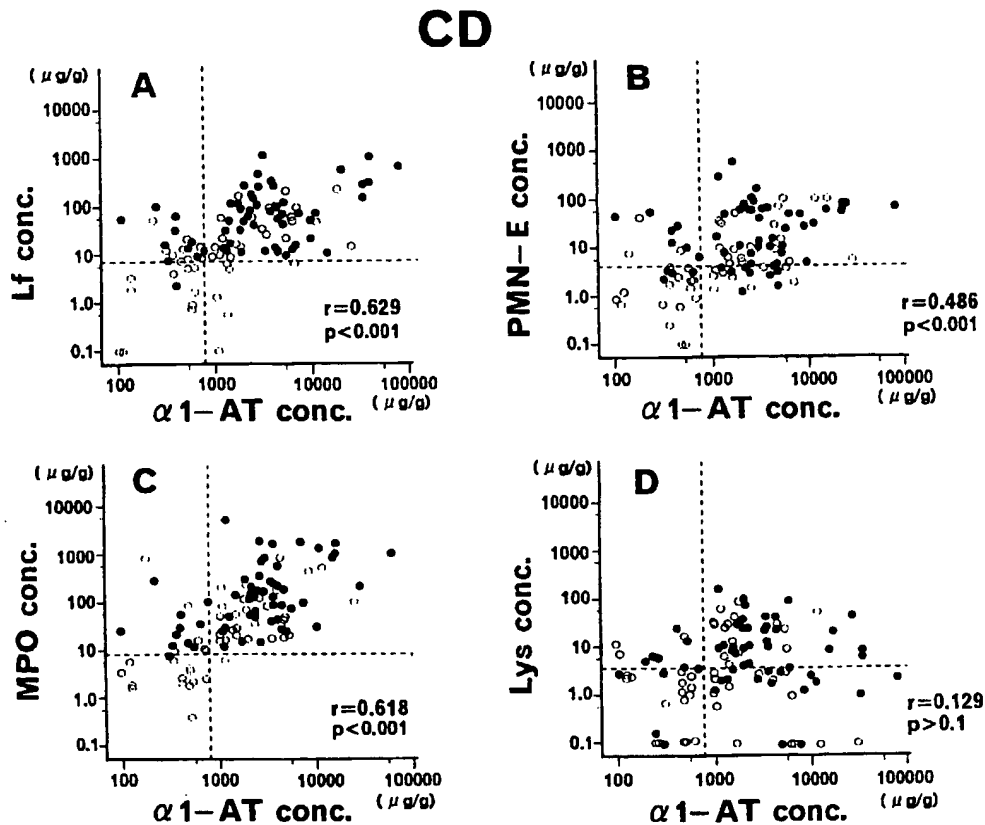 CD
A
(μg/g)
10000
1000
100
10
1.0
0.1
Lf conc.
r=0.629
p<0.001
100 1000 10000 100000
α1-AT conc. (μg/g)
B
(μg/g)
10000
1000
100
10
1.0
0.1
PMN-E conc.
r=0.486
p<0.001
100 1000 10000 100000
α1-AT conc. (μg/g)
C
(μg/g)
10000
1000
100
10
1.0
0.1
MPO conc.
r=0.618
p<0.001
100 1000 10000 100000
α1-AT conc. (μg/g)
D
(μg/g)
10000
1000
100
10
1.0
0.1
Lys conc.
r=0.129
p>0.1
100 1000 10000 100000
α1-AT conc. (μg/g)